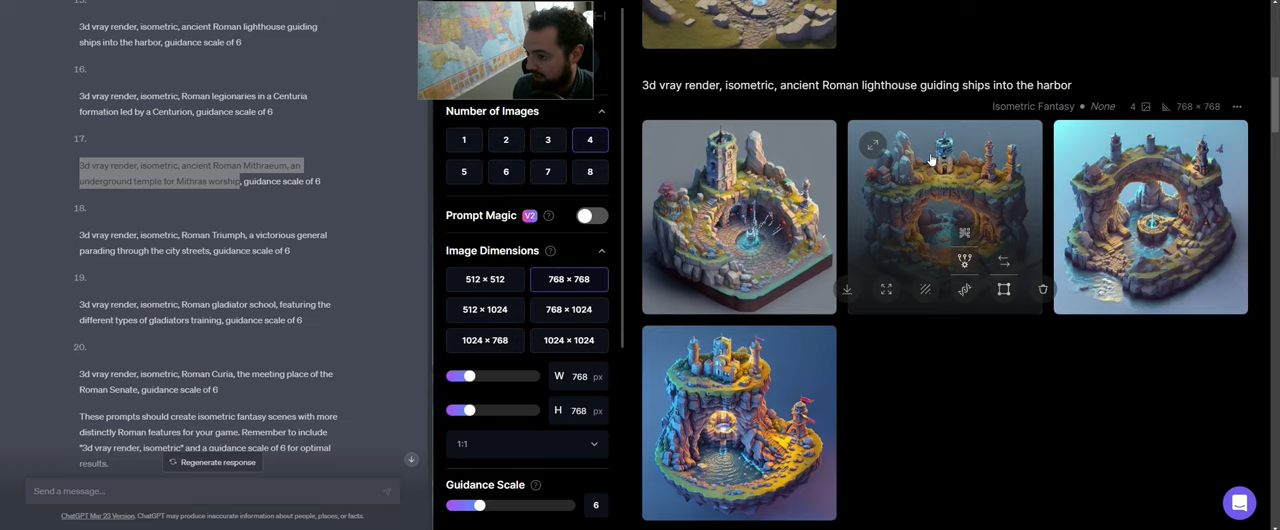 15.
3d vray render, isometric, ancient Roman lighthouse guiding
ships into the harbor, guidance scale of 6
16.
3d vray render, isometric, Roman legionaries in a Centuria
formation led by a Centurion, guidance scale of 6
17.
3d vray render, isometric, ancient Roman Mithraeum, an
underground temple for Mithras worship, guidance scale of 6
18.
3d vray render, isometric, Roman Triumph, a victorious general
parading through the city streets, guidance scale of 6
19.
3d vray render, isometric, Roman gladiator school, featuring the
different types of gladiators training, guidance scale of 6
20.
3d vray render, isometric, Roman Curia, the meeting place of the
Roman Senate, guidance scale of 6
These prompts should create isometric fantasy scenes with more
distinctly Roman features for your game. Remember to include
"3d vray render, isometric" and a guidance scale of 6 for optimal
results.
Regenerate response
Send a message...
ChatGPT Mar 23 Version. ChatGPT may produce inaccurate information about people, places, or facts.
Number of Images
1 2 3 4
5 6 7 8
Prompt Magic V2
Image Dimensions
512 × 512 768 × 768
512 × 1024 768 × 1024
1024 × 768 1024 × 1024
W 768 px
H 768 px
1:1
Guidance Scale
6
3d vray render, isometric, ancient Roman lighthouse guiding ships into the harbor
Isometric Fantasy • None 4 768 × 768